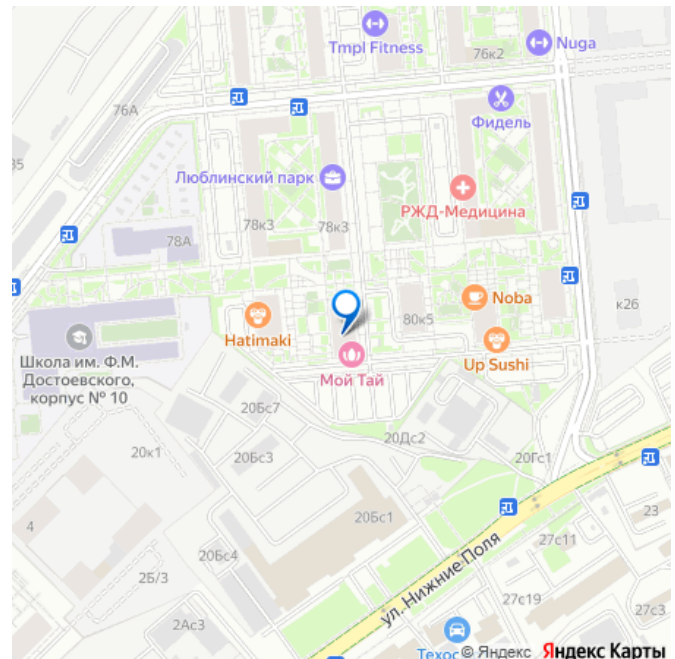 Tmpl Fitness
76к2
Nuga
76А
Фидель
85
Люблинский парк
РЖД-Медицина
78к3
78к3
78А
Noba
к26
80к5
Hatimaki
Up Sushi
Школа им. Ф.М.
Достоевского,
корпус № 10
Мой Тай
20Бс7
20Дс2
20к1
20Бс3
20Гс1
4
20Бс1
23
27с11
20Бс4
ул. Нижние Поля
2Б/3
27с19
27с3
2Ас3
Техос
© Яндекс Яндекс Карты